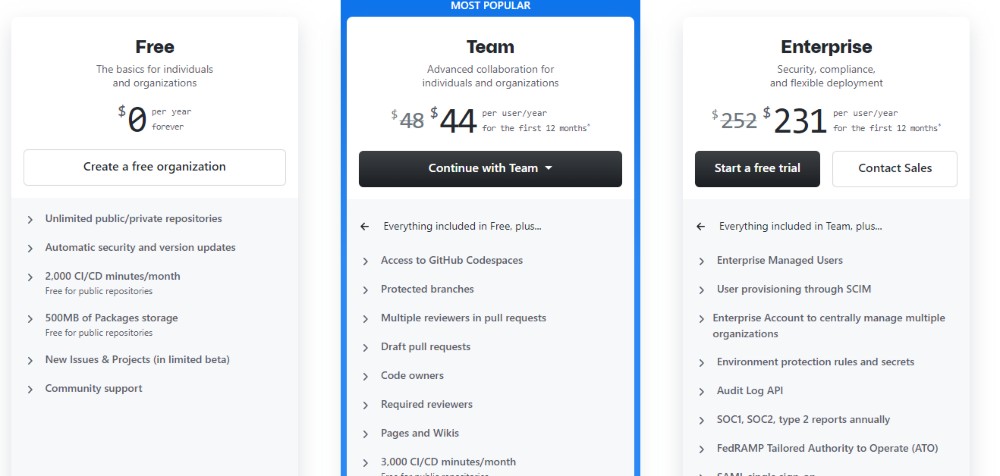 MOST POPULAR
Free
The basics for individuals
and organizations
$0 per year
forever
Create a free organization
Unlimited public/private repositories
Automatic security and version updates
2,000 CI/CD minutes/month
Free for public repositories
500MB of Packages storage
Free for public repositories
New Issues & Projects (in limited beta)
Community support
Team
Advanced collaboration for
individuals and organizations
$48 $44 per user/year
for the first 12 months*
Continue with Team
Everything included in Free, plus...
Access to GitHub Codespaces
Protected branches
Multiple reviewers in pull requests
Draft pull requests
Code owners
Required reviewers
Pages and Wikis
3,000 CI/CD minutes/month
Enterprise
Security, compliance,
and flexible deployment
$252 $231 per user/year
for the first 12 months*
Start a free trial
Contact Sales
Everything included in Team, plus...
Enterprise Managed Users
User provisioning through SCIM
Enterprise Account to centrally manage multiple
organizations
Environment protection rules and secrets
Audit Log API
SOC1, SOC2, type 2 reports annually
FedRAMP Tailored Authority to Operate (ATO)